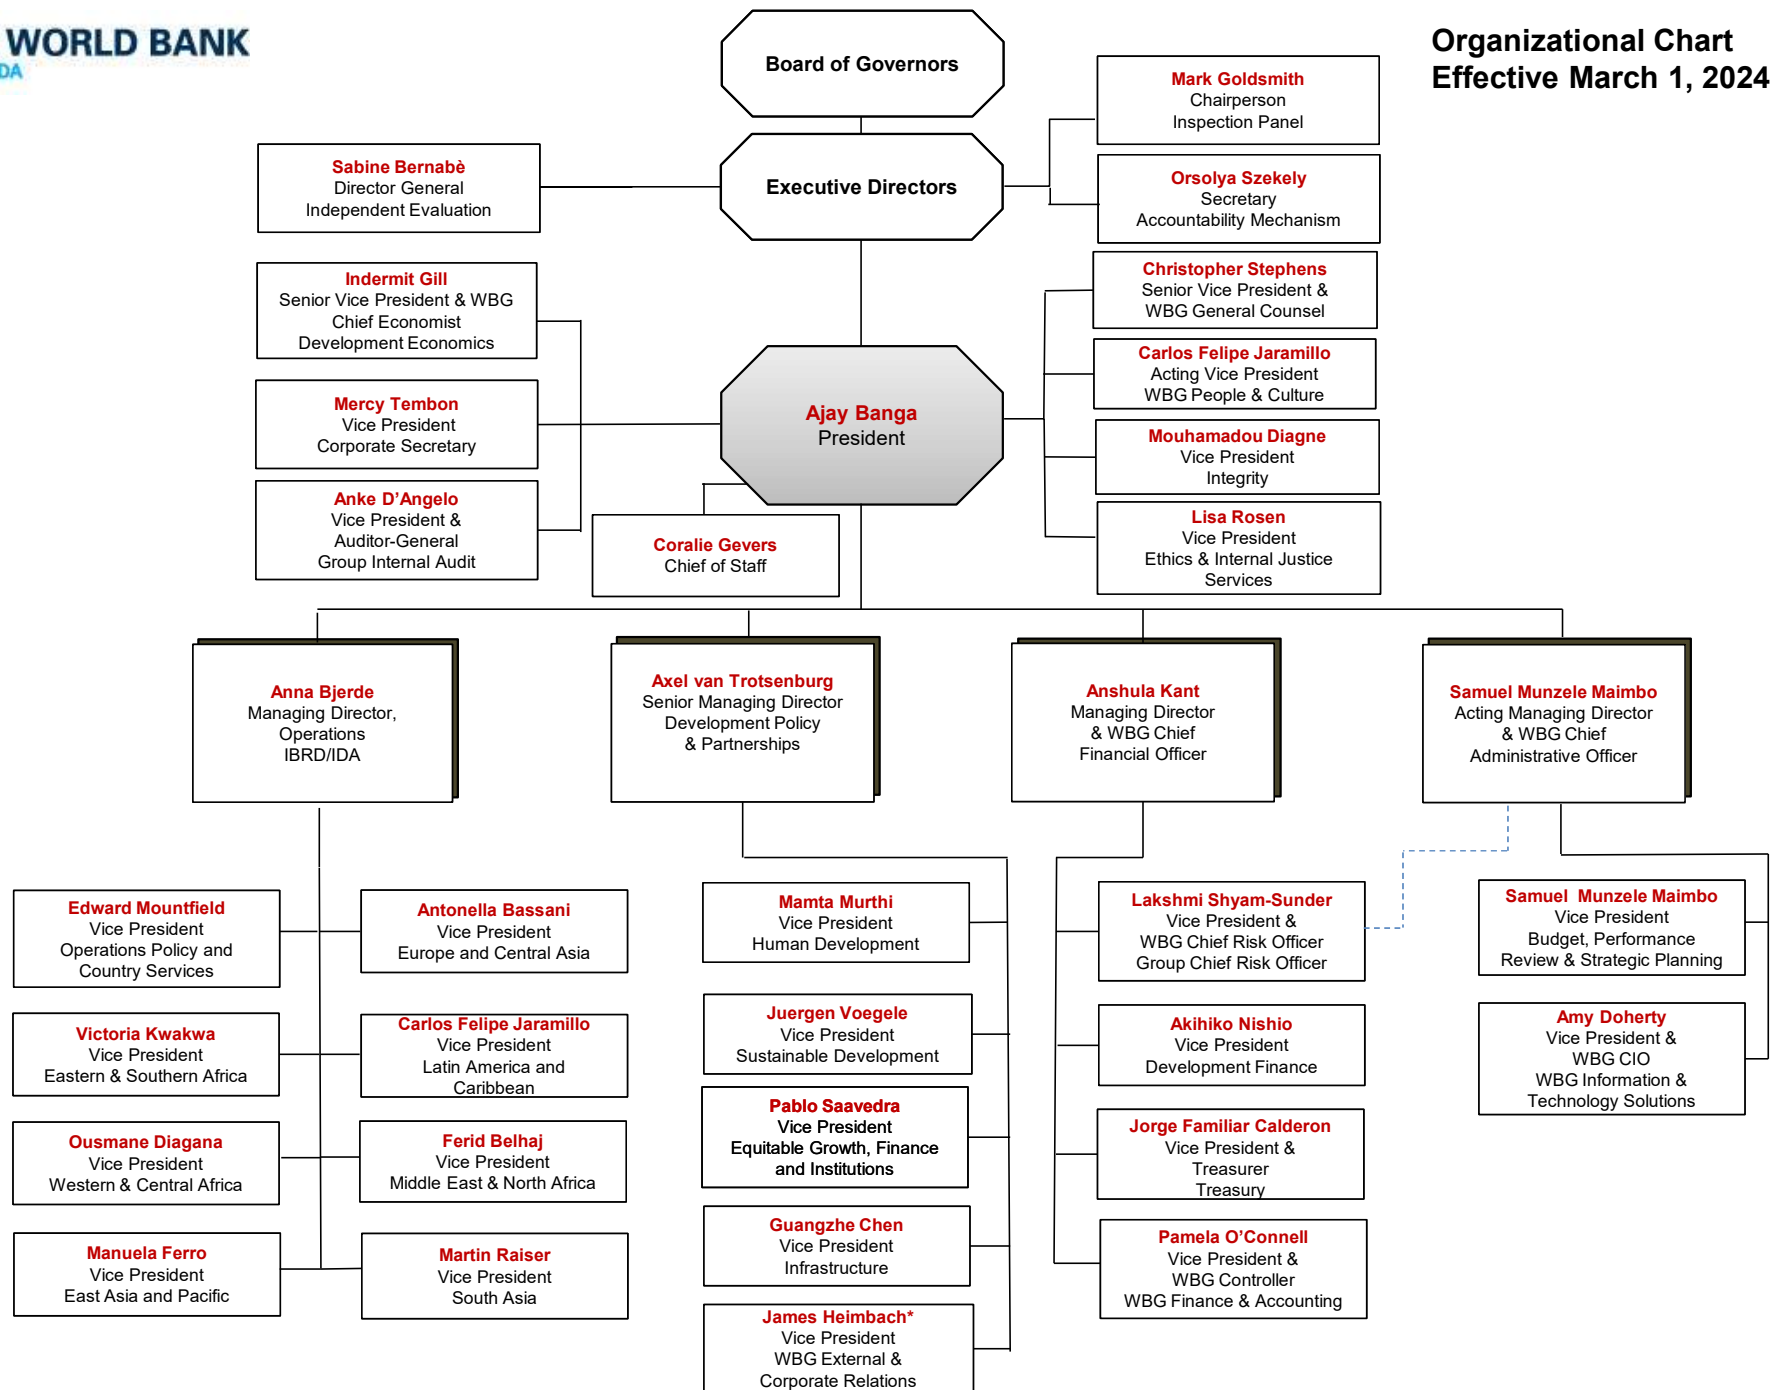 WORLD BANK
DA
Organizational Chart
Effective March 1, 2024
Board of Governors
Executive Directors
Mark Goldsmith
Chairperson
Inspection Panel
Orsolya Szekely
Secretary
Accountability Mechanism
Sabine Bernabè
Director General
Independent Evaluation
Indermit Gill
Senior Vice President & WBG
Chief Economist
Development Economics
Mercy Tembon
Vice President
Corporate Secretary
Anke D’Angelo
Vice President &
Auditor-General
Group Internal Audit
Ajay Banga
President
Coralie Gevers
Chief of Staff
Christopher Stephens
Senior Vice President &
WBG General Counsel
Carlos Felipe Jaramillo
Acting Vice President
WBG People & Culture
Mouhamadou Diagne
Vice President
Integrity
Lisa Rosen
Vice President
Ethics & Internal Justice
Services
Anna Bjerde
Managing Director,
Operations
IBRD/IDA
Axel van Trotsenburg
Senior Managing Director
Development Policy
& Partnerships
Anshula Kant
Managing Director
& WBG Chief
Financial Officer
Samuel Munzele Maimbo
Acting Managing Director
& WBG Chief
Administrative Officer
Edward Mountfield
Vice President
Operations Policy and
Country Services
Antonella Bassani
Vice President
Europe and Central Asia
Victoria Kwakwa
Vice President
Eastern & Southern Africa
Carlos Felipe Jaramillo
Vice President
Latin America and
Caribbean
Ousmane Diagana
Vice President
Western & Central Africa
Ferid Belhaj
Vice President
Middle East & North Africa
Manuela Ferro
Vice President
East Asia and Pacific
Martin Raiser
Vice President
South Asia
Mamta Murthi
Vice President
Human Development
Juergen Voegele
Vice President
Sustainable Development
Pablo Saavedra
Vice President
Equitable Growth, Finance
and Institutions
Guangzhe Chen
Vice President
Infrastructure
James Heimbach*
Vice President
WBG External &
Corporate Relations
Lakshmi Shyam-Sunder
Vice President &
WBG Chief Risk Officer
Group Chief Risk Officer
Akihiko Nishio
Vice President
Development Finance
Jorge Familiar Calderon
Vice President &
Treasurer
Treasury
Pamela O’Connell
Vice President &
WBG Controller
WBG Finance & Accounting
Samuel Munzele Maimbo
Vice President
Budget, Performance
Review & Strategic Planning
Amy Doherty
Vice President &
WBG CIO
WBG Information &
Technology Solutions